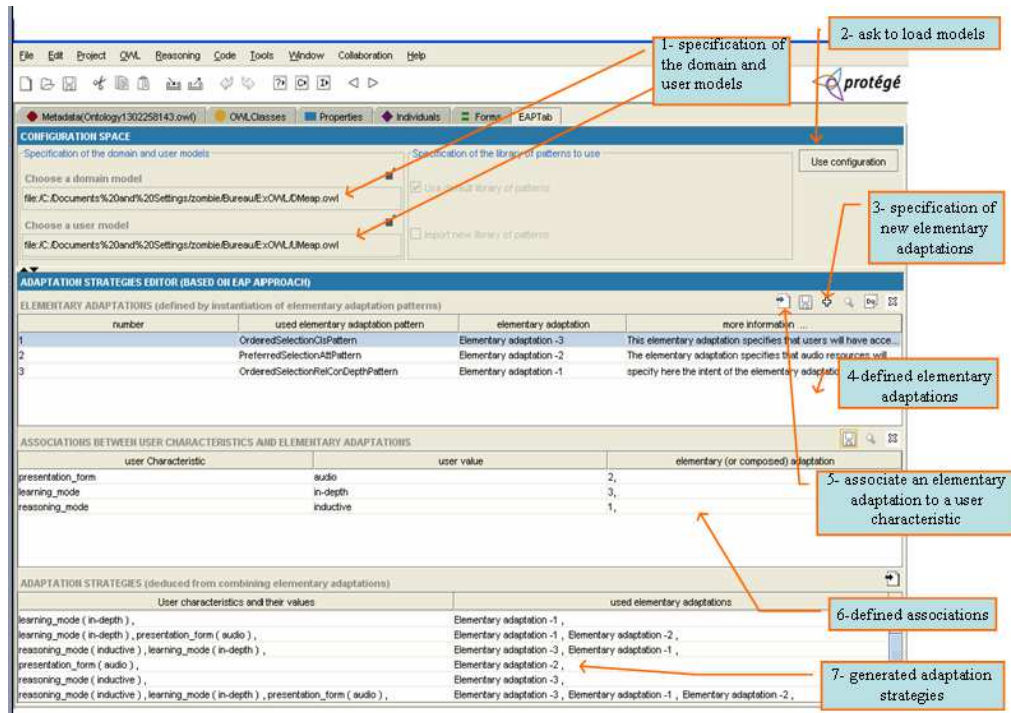 2- ask to load models
1- specification of
the domain and
user models
File Edit Project OWL Reasoning Code Tools Window Collaboration Help
protégé
Metadata(Ontology1302258143.owl) OWLClasses Properties Individuals Forms EAPTab
CONFIGURATION SPACE
Specification of the domain and user models
Specification of the library of patterns to use
Use configuration
Choose a domain model
Use default library of patterns
file:/C:/Documents%20and%20Settings/zombie/Bureau/ExOWL/DMeap.owl
Choose a user model
Import new library of patterns
file:/C:/Documents%20and%20Settings/zombie/Bureau/ExOWL/UMeap.owl
3- specification of
new elementary
adaptations
ADAPTATION STRATEGIES EDITOR (BASED ON EAP APPROACH)
ELEMENTARY ADAPTATIONS (defined by instantiation of elementary adaptation patterns)
number used elementary adaptation pattern elementary adaptation more information ...
1 OrderedSelectionClsPattern Elementary adaptation -3 This elementary adaptation specifies that users will have acce...
2 PreferredSelectionAttPattern Elementary adaptation -2 The elementary adaptation specifies that audio resources will
3 OrderedSelectionRelConDepthPattern Elementary adaptation -1 specify here the intent of the elementary adaptation
4-defined elementary
adaptations
ASSOCIATIONS BETWEEN USER CHARACTERISTICS AND ELEMENTARY ADAPTATIONS
user Characteristic user value elementary (or composed) adaptation
presentation_form audio 2,
learning_mode in-depth 3,
reasoning_mode inductive 1,
5- associate an elementary
adaptation to a user
characteristic
ADAPTATION STRATEGIES (deduced from combining elementary adaptations)
User characteristics and their values used elementary adaptations
learning_mode ( in-depth ) , Elementary adaptation -1 ,
learning_mode ( in-depth ) , presentation_form ( audio ) , Elementary adaptation -1 , Elementary adaptation -2 ,
reasoning_mode ( inductive ) , learning_mode ( in-depth ) , Elementary adaptation -3 , Elementary adaptation -1 ,
presentation_form ( audio ) , Elementary adaptation -2 ,
reasoning_mode ( inductive ) , Elementary adaptation -3 ,
reasoning_mode ( inductive ) , learning_mode ( in-depth ) , presentation_form ( audio ) , Elementary adaptation -3 , Elementary adaptation -1 , Elementary adaptation -2 ,
6-defined associations
7- generated adaptation
strategies